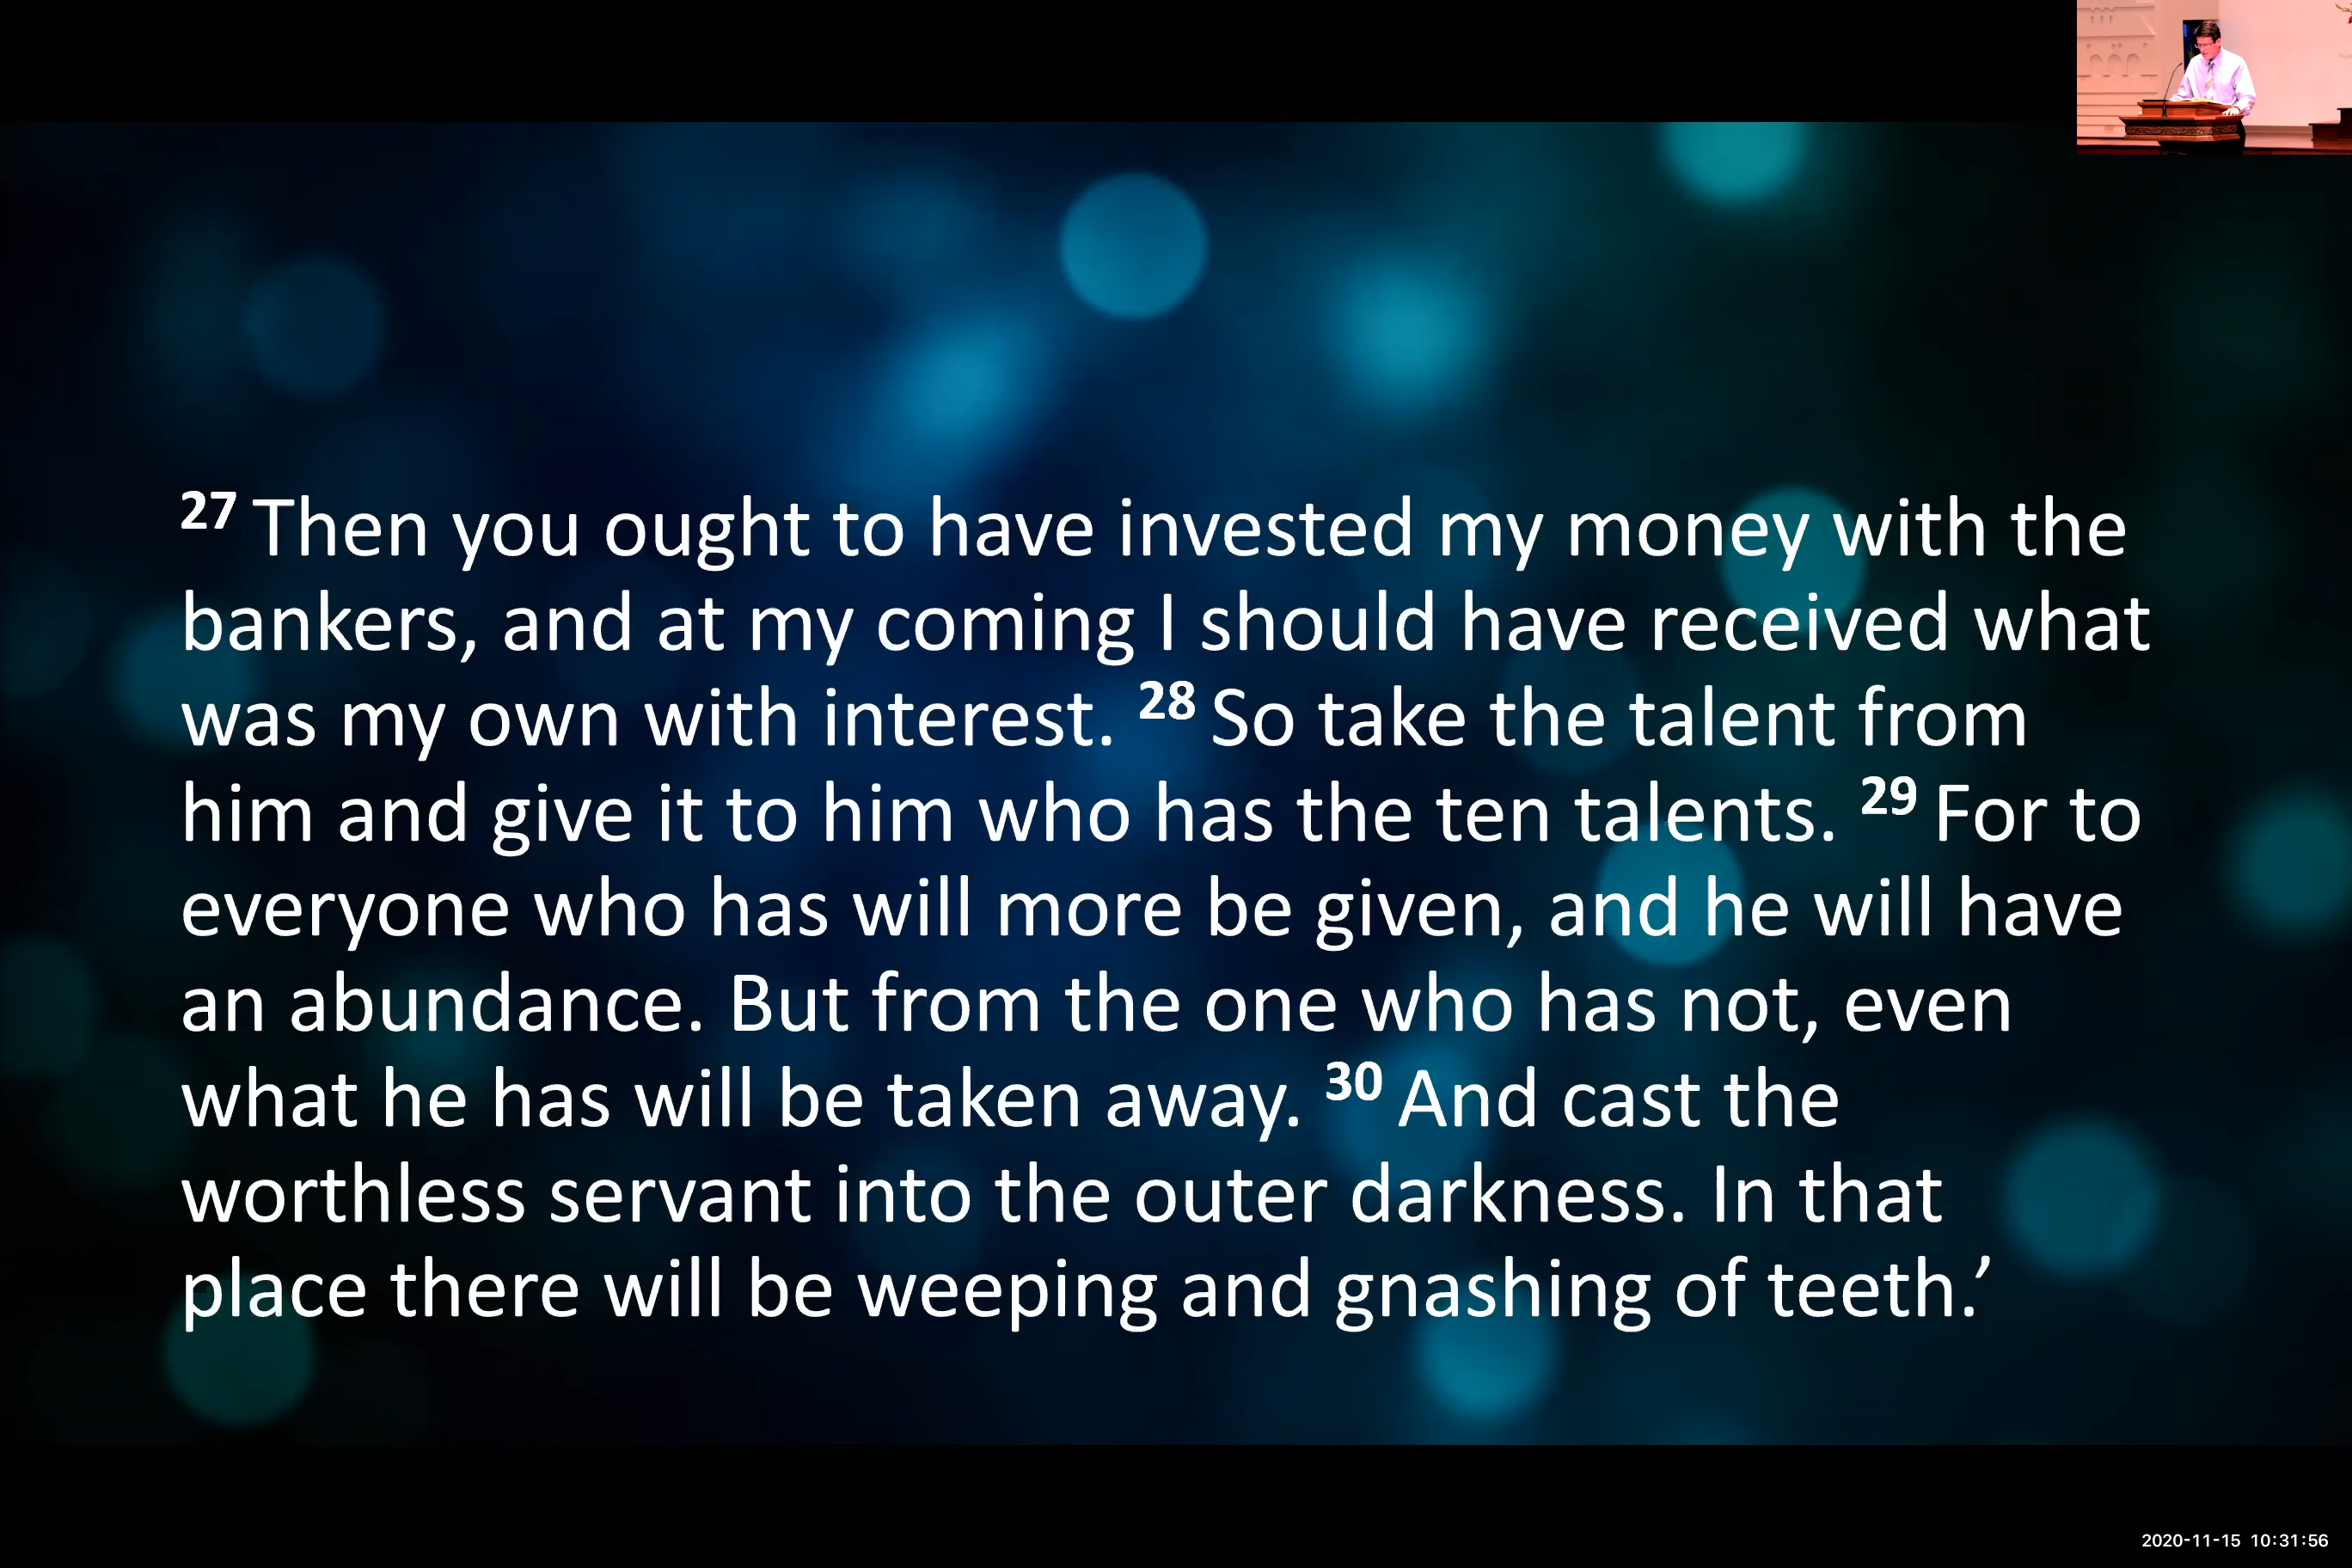 27 Then you ought to have invested my money with the
bankers, and at my coming I should have received what
was my own with interest. 28 So take the talent from
him and give it to him who has the ten talents. 29 For to
everyone who has will more be given, and he will have
an abundance. But from the one who has not, even
what he has will be taken away. 30 And cast the
worthless servant into the outer darkness. In that
place there will be weeping and gnashing of teeth.’
2020-11-15 10:31:56